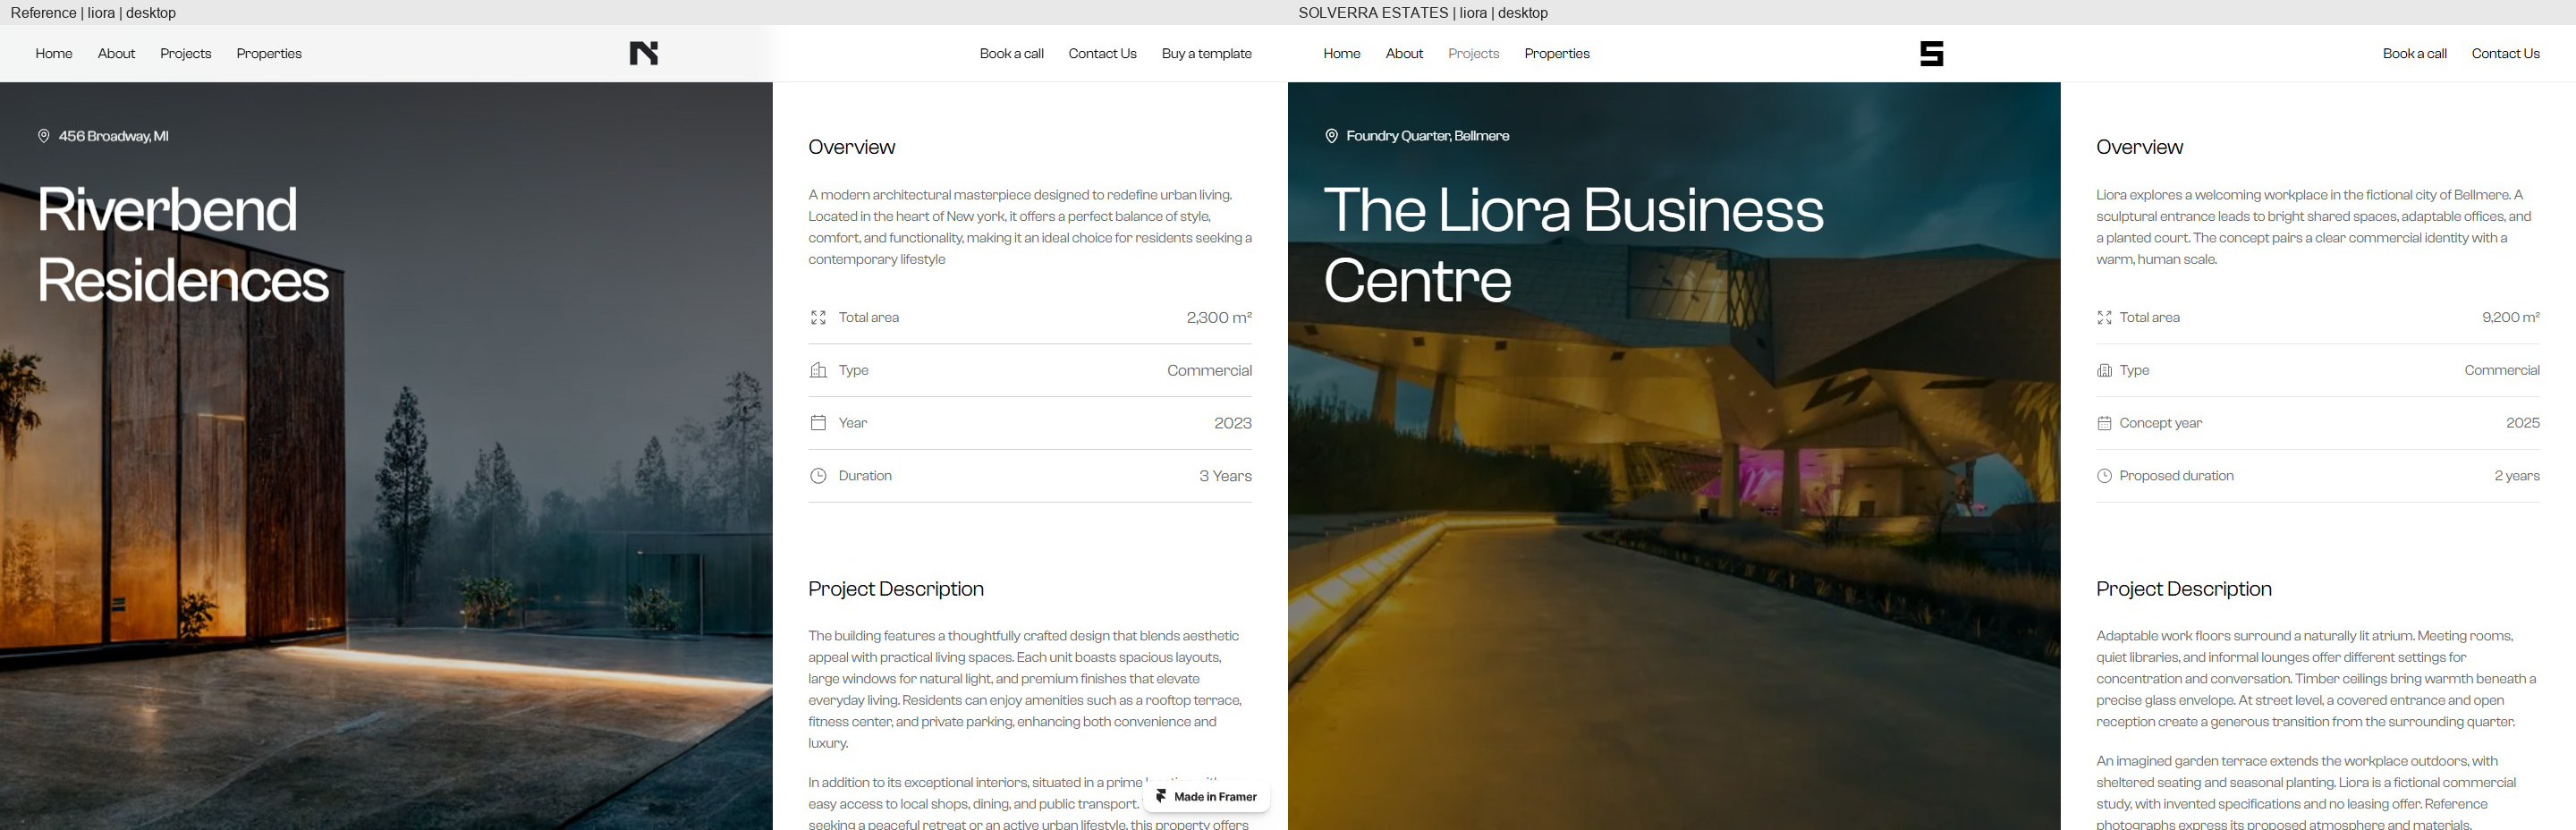 Reference | liora | desktop
Home About Projects Properties
Book a call Contact Us Buy a template
456 Broadway, MI
Riverbend
Residences
Overview
A modern architectural masterpiece designed to redefine urban living.
Located in the heart of New york, it offers a perfect balance of style,
comfort, and functionality, making it an ideal choice for residents seeking a
contemporary lifestyle
Total area 2,300 m²
Type Commercial
Year 2023
Duration 3 Years
Project Description
The building features a thoughtfully crafted design that blends aesthetic
appeal with practical living spaces. Each unit boasts spacious layouts,
large windows for natural light, and premium finishes that elevate
everyday living. Residents can enjoy amenities such as a rooftop terrace,
fitness center, and private parking, enhancing both convenience and
luxury.
In addition to its exceptional interiors, situated in a prime
easy access to local shops, dining, and public transport.
seeking a peaceful retreat or an active urban lifestyle, this property offers
Made in Framer
SOLVERRA ESTATES | liora | desktop
Home About Projects Properties
S
Book a call Contact Us
Foundry Quarter, Bellmere
The Liora Business
Centre
Overview
Liora explores a welcoming workplace in the fictional city of Bellmere. A
sculptural entrance leads to bright shared spaces, adaptable offices, and
a planted court. The concept pairs a clear commercial identity with a
warm, human scale.
Total area 9,200 m²
Type Commercial
Concept year 2025
Proposed duration 2 years
Project Description
Adaptable work floors surround a naturally lit atrium. Meeting rooms,
quiet libraries, and informal lounges offer different settings for
concentration and conversation. Timber ceilings bring warmth beneath a
precise glass envelope. At street level, a covered entrance and open
reception create a generous transition from the surrounding quarter.
An imagined garden terrace extends the workplace outdoors, with
sheltered seating and seasonal planting. Liora is a fictional commercial
study, with invented specifications and no leasing offer. Reference
photographs express its proposed atmosphere and materials.